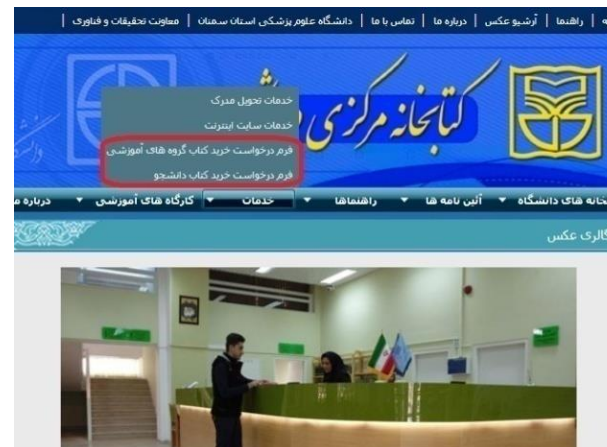 راهنما | آرشیو عکس | درباره ما | تماس با ما | دانشگاه علوم پزشکی استان سمنان | معاونت تحقیقات و فناوری |
کتابخانه مرکزی
خدمات تحویل مدرک
خدمات سایت اینترنت
فرم درخواست خرید کتاب گروه های آموزشی
فرم درخواست خرید کتاب دانشجو
های دانشگاه آئین نامه ها راهنماها خدمات کارگاه های آموزشی درباره
گالری عکس